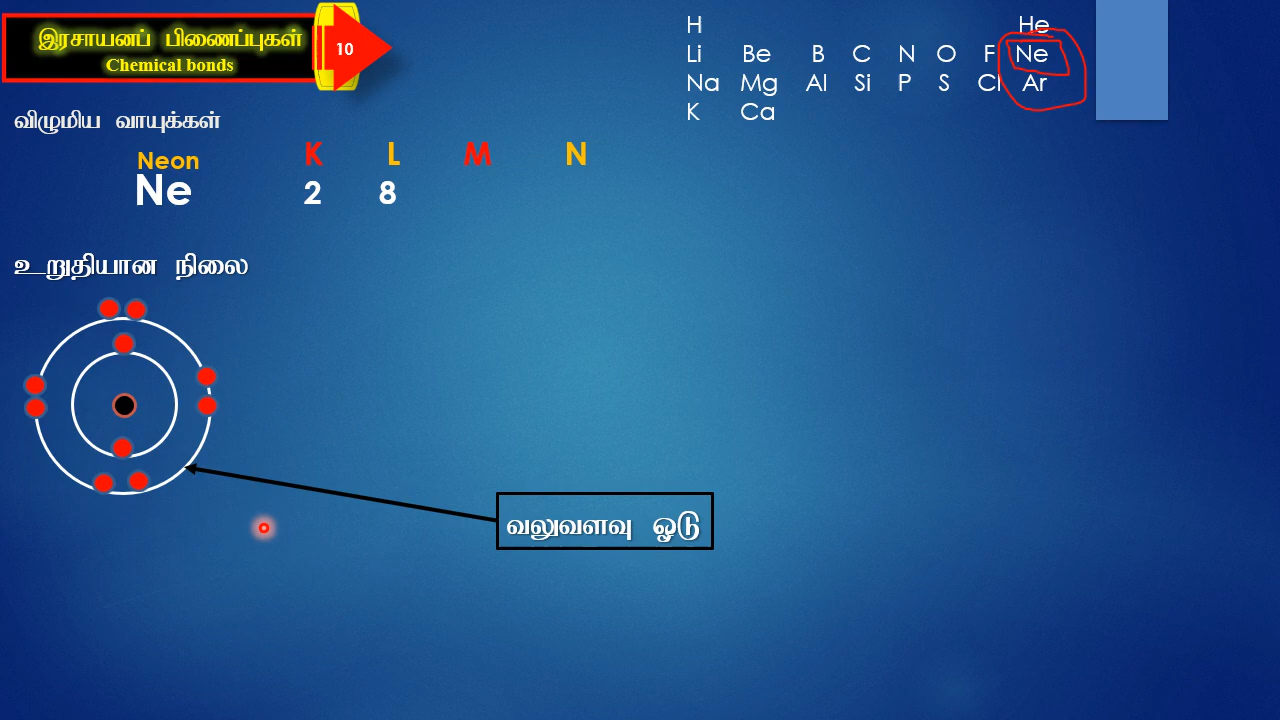 இரசாயனப் பிணைப்புகள்
Chemical bonds
10
H He
Li Be B C N O F Ne
Na Mg Al Si P S Cl Ar
K Ca
விழுமிய வாயுக்கள்
Neon K L M N
Ne 2 8
உறுதியான நிலை
வலுவளவு ஓடு